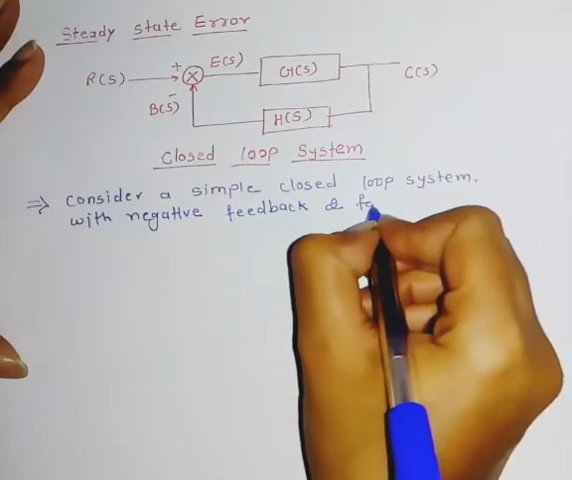 Steady state Error
+
E(S)
R(S)
G(S)
C(S)
-
B(S)
H(S)
Closed loop System
⇒ Consider a simple closed loop system.
with negative feedback &